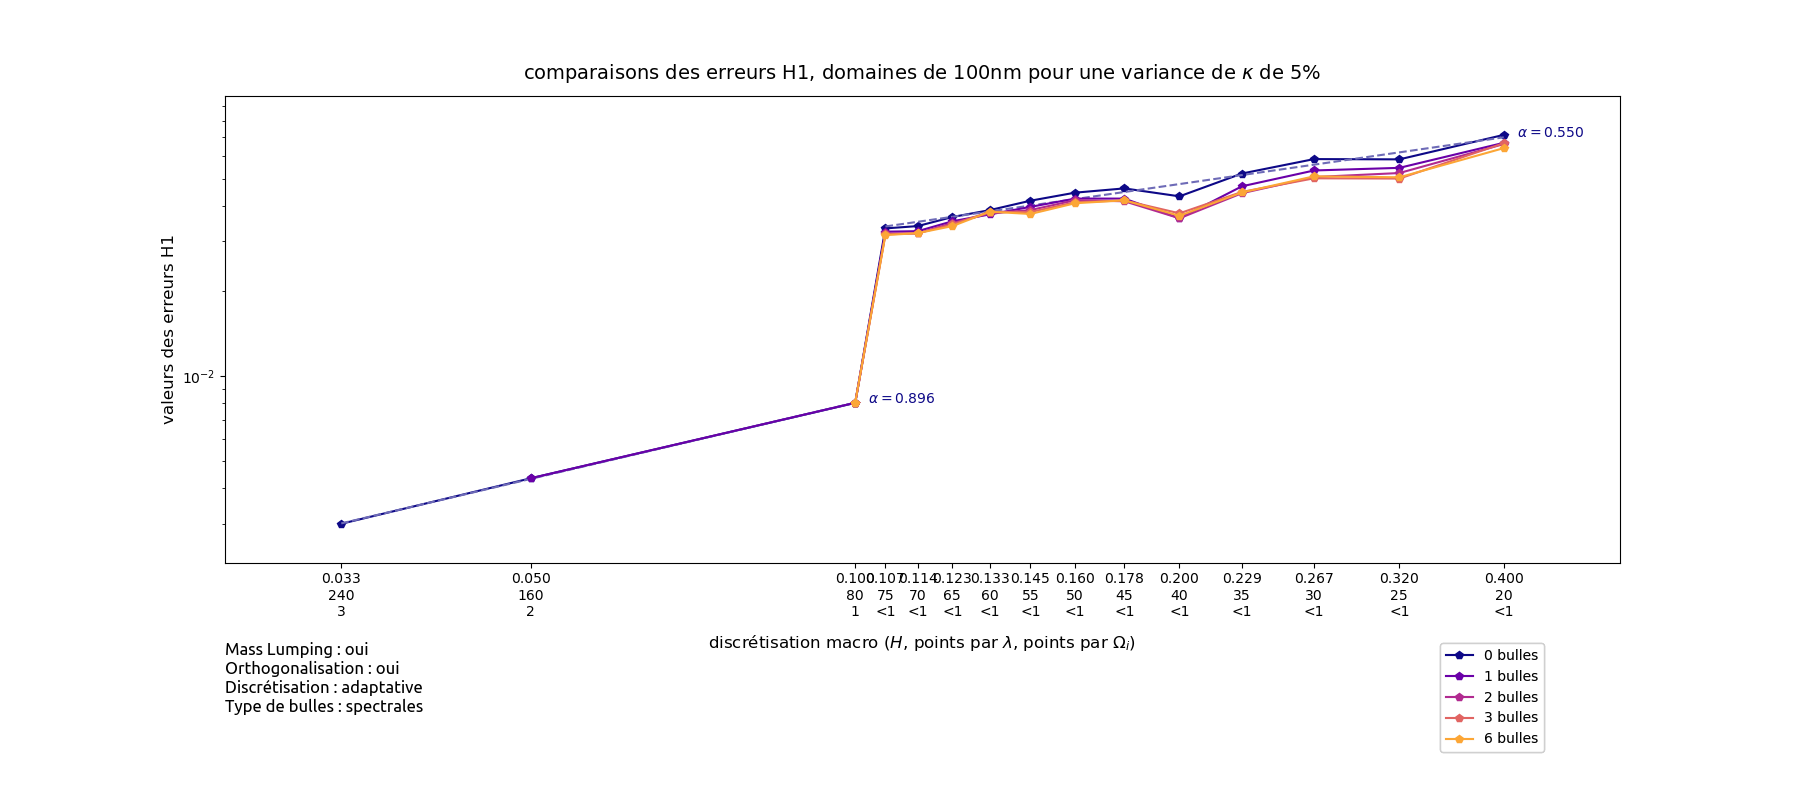 comparaisons des erreurs H1, domaines de 100nm pour une variance de κ de 5%
valeurs des erreurs H1
10⁻²
α = 0.550
α = 0.896
0.033 0.050 0.100 0.107 0.114 0.123 0.133 0.145 0.160 0.178 0.200 0.229 0.267 0.320 0.400
240 160 80 75 70 65 60 55 50 45 40 35 30 25 20
3 2 1 <1 <1 <1 <1 <1 <1 <1 <1 <1 <1 <1 <1
discrétisation macro (H, points par λ, points par Ωᵢ)
Mass Lumping : oui
Orthogonalisation : oui
Discrétisation : adaptative
Type de bulles : spectrales
0 bulles
1 bulles
2 bulles
3 bulles
6 bulles